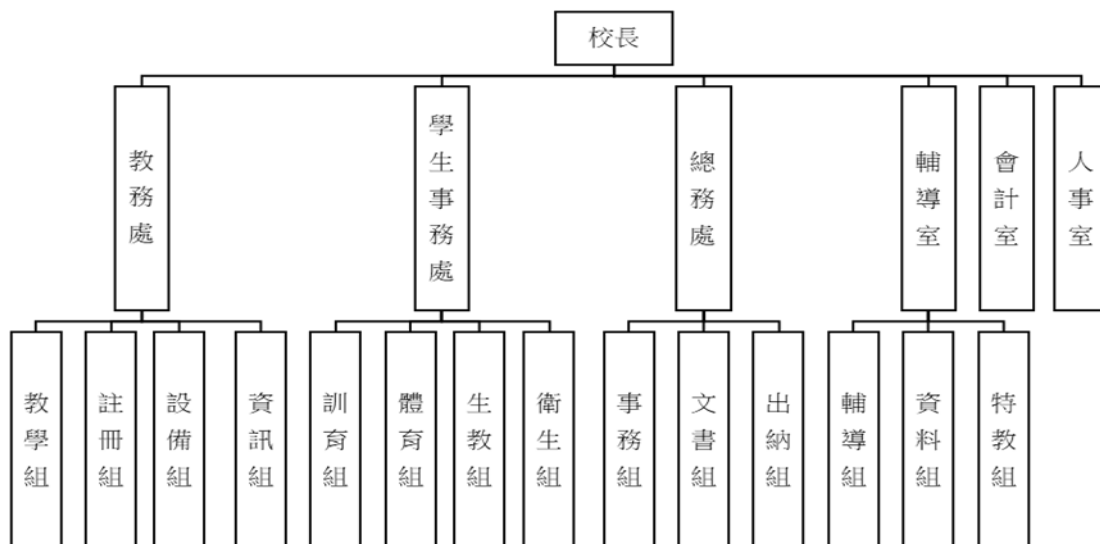 校長
教務處
學生事務處
總務處
輔導室
會計室
人事室
教學組
註冊組
設備組
資訊組
訓育組
體育組
生教組
衛生組
事務組
文書組
出納組
輔導組
資料組
特教組